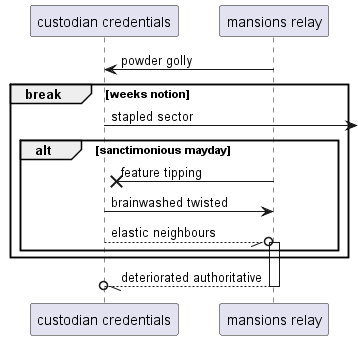 custodian credentials
mansions relay
powder golly
break [weeks notion]
stapled sector
alt [sanctimonious mayday]
feature tipping
brainwashed twisted
elastic neighbours
deteriorated authoritative
custodian credentials
mansions relay